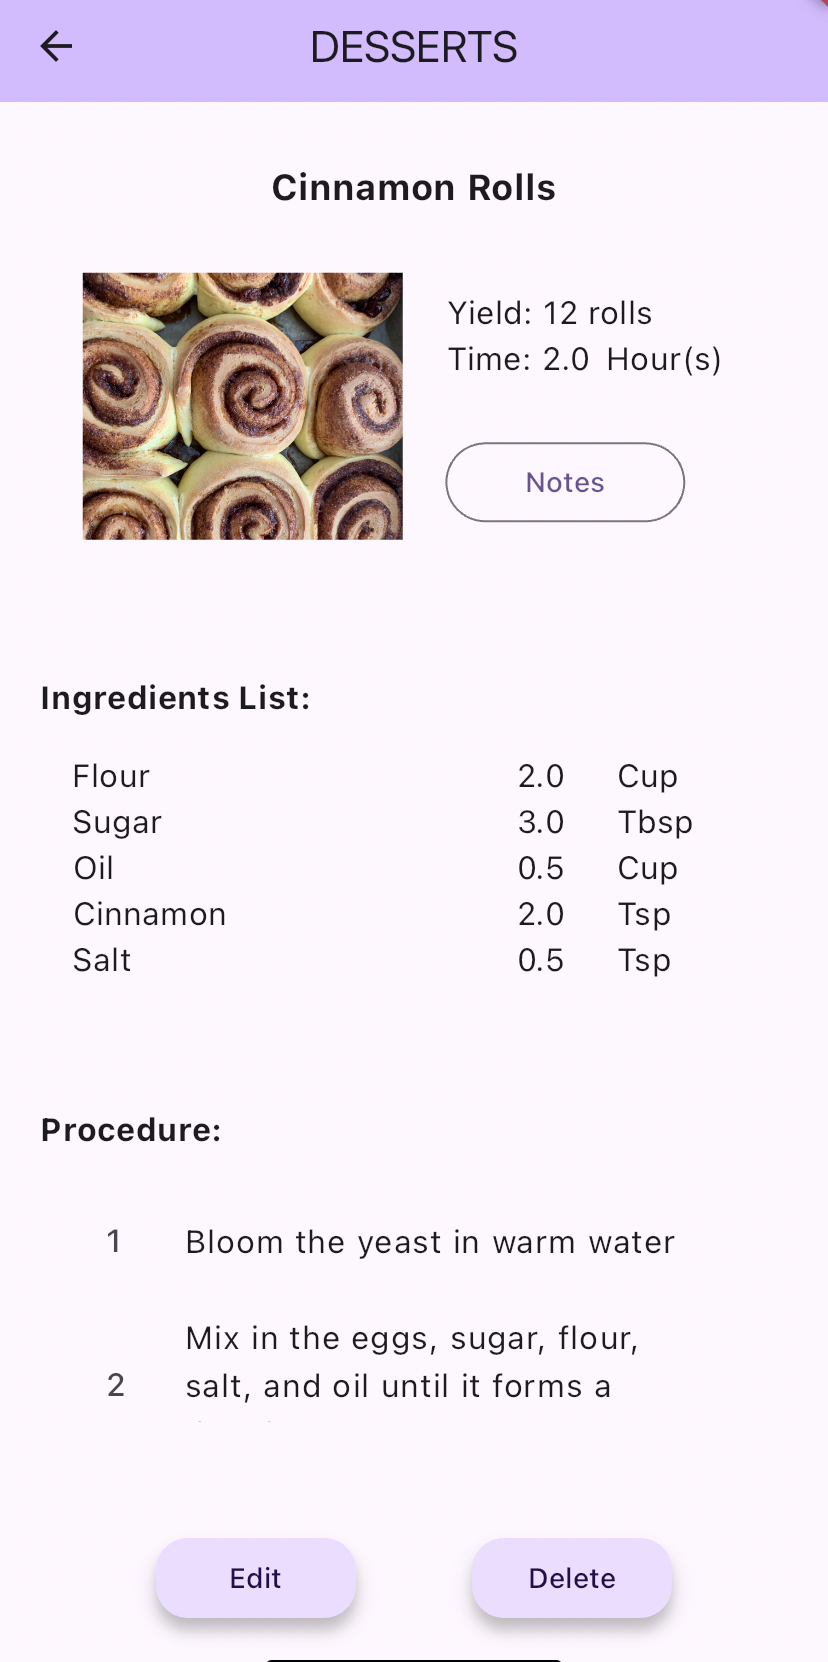 DESSERTS
Cinnamon Rolls
Yield: 12 rolls
Time: 2.0 Hour(s)
Notes
Ingredients List:
Flour 2.0 Cup
Sugar 3.0 Tbsp
Oil 0.5 Cup
Cinnamon 2.0 Tsp
Salt 0.5 Tsp
Procedure:
1 Bloom the yeast in warm water
Mix in the eggs, sugar, flour,
2 salt, and oil until it forms a
Edit
Delete